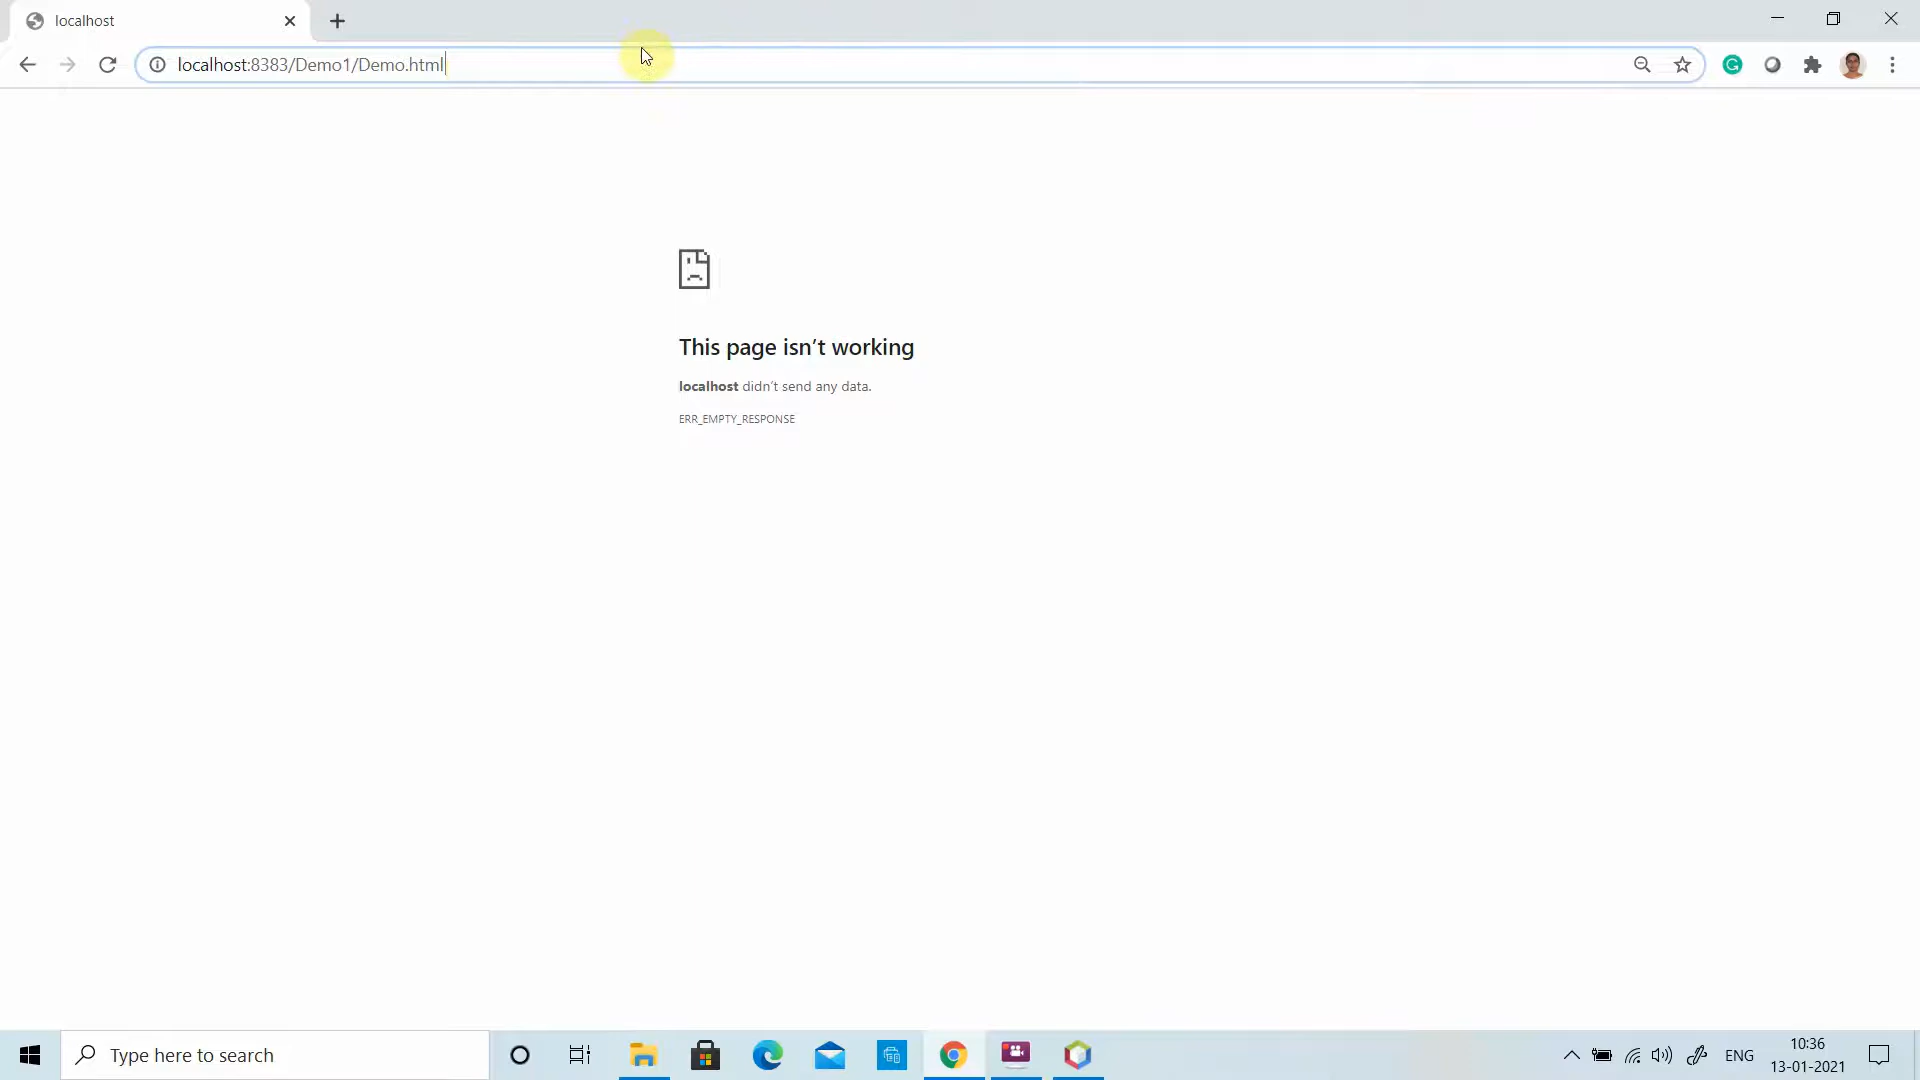 localhost
localhost:8383/Demo1/Demo.html
This page isn't working
localhost didn't send any data.
ERR_EMPTY_RESPONSE
Type here to search
ENG
10:36
13-01-2021